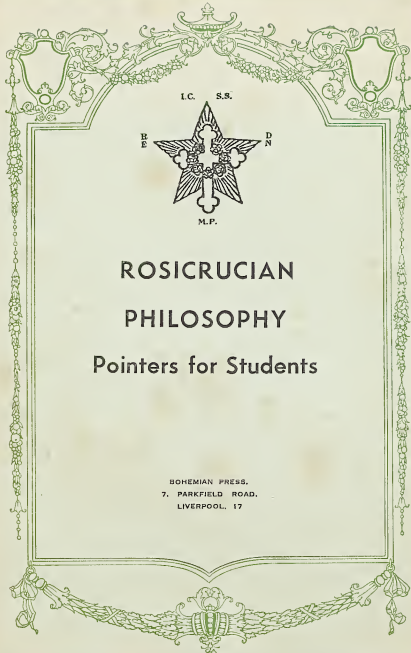 I.C. S.S.
R
E
D
N
M.P.
ROSICRUCIAN
PHILOSOPHY
Pointers for Students
BOHEMIAN PRESS.
7. PARKFIELD ROAD.
LIVERPOOL. 17